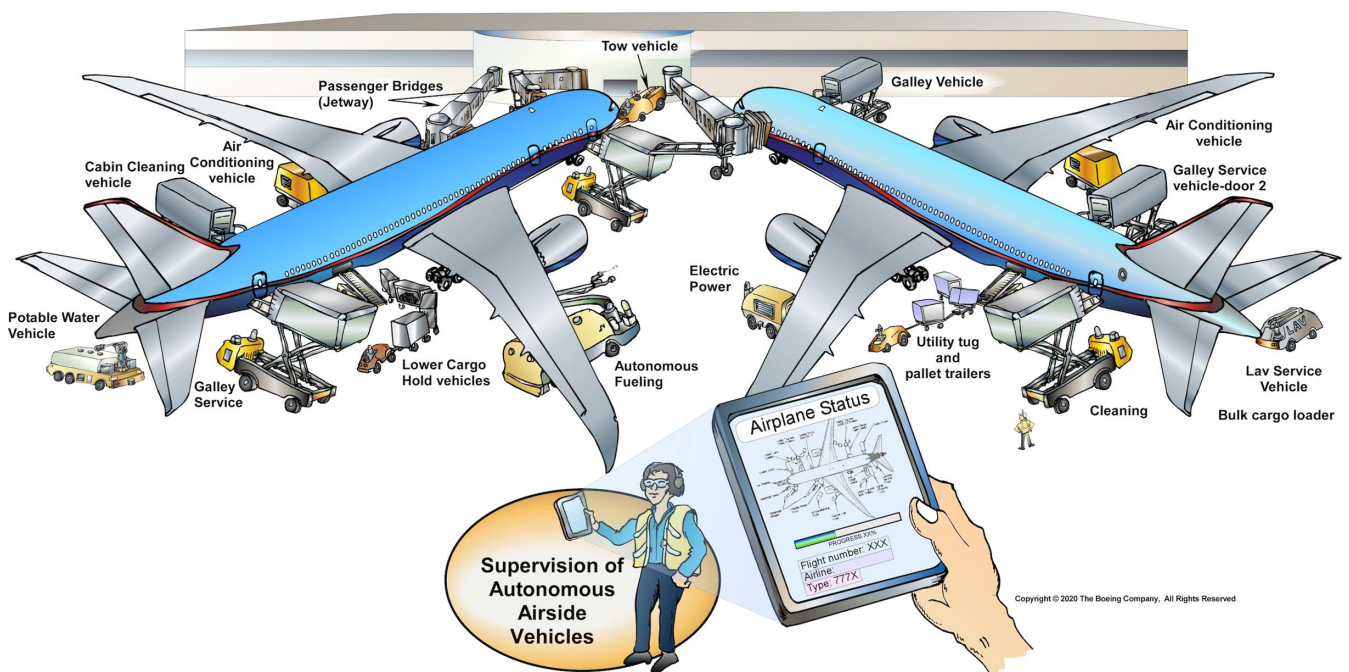 Tow vehicle
Passenger Bridges
(Jetway)
Galley Vehicle
Air
Conditioning
vehicle
Cabin Cleaning
vehicle
Air Conditioning
vehicle
Galley Service
vehicle-door 2
Potable Water
Vehicle
Galley
Service
Lower Cargo
Hold vehicles
Autonomous
Fueling
Electric
Power
Utility tug
and
pallet trailers
Cleaning
LAV
Lav Service
Vehicle
Bulk cargo loader
Airplane Status
PROGRESS XX%
Flight number: XXX
Airline:
Type: 777X
Supervision of
Autonomous
Airside
Vehicles
Copyright © 2020 The Boeing Company, All Rights Reserved